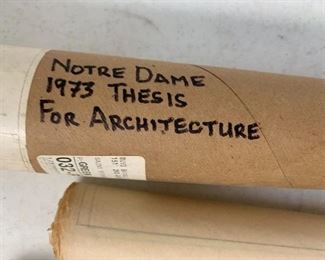 NOTRE DAME
1973 THESIS
FOR ARCHITECTURE